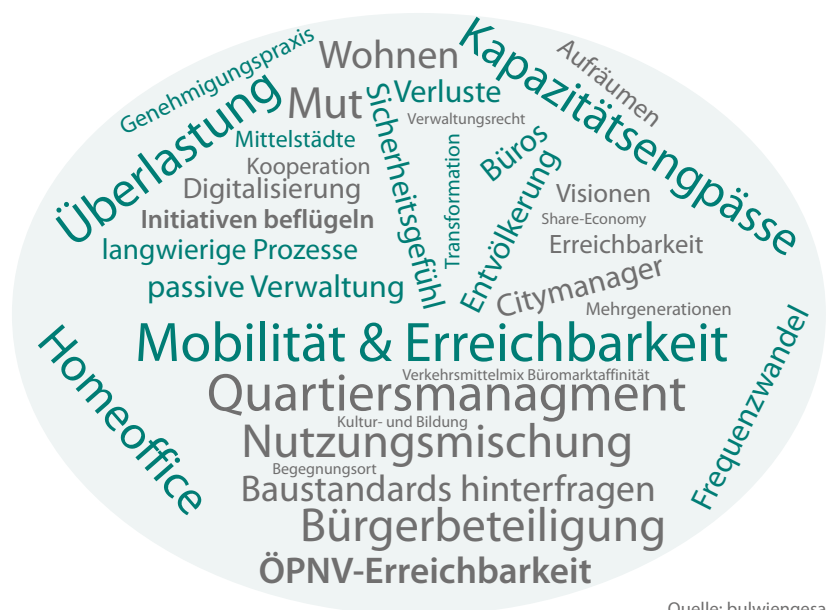 Genehmigungspraxis
Wohnen
Kapazitätsengpässe
Aufräumen
Überlastung
Mut
Sicherheitsgefühl
Verluste
Verwaltungsrecht
Mittelstädte
Transformation
Büros
Kooperation
Entvölkerung
Digitalisierung
Visionen
Initiativen beflügeln
Share-Economy
langwierige Prozesse
Erreichbarkeit
passive Verwaltung
Citymanager
Mehrgenerationen
Mobilität & Erreichbarkeit
Homeoffice
Frequenzwandel
Verkehrsmittelmix Büromarktaffinität
Quartiersmanagment
Kultur- und Bildung
Nutzungsmischung
Begegnungsort
Baustandards hinterfragen
Bürgerbeteiligung
ÖPNV-Erreichbarkeit
Quelle: bulwiengesa